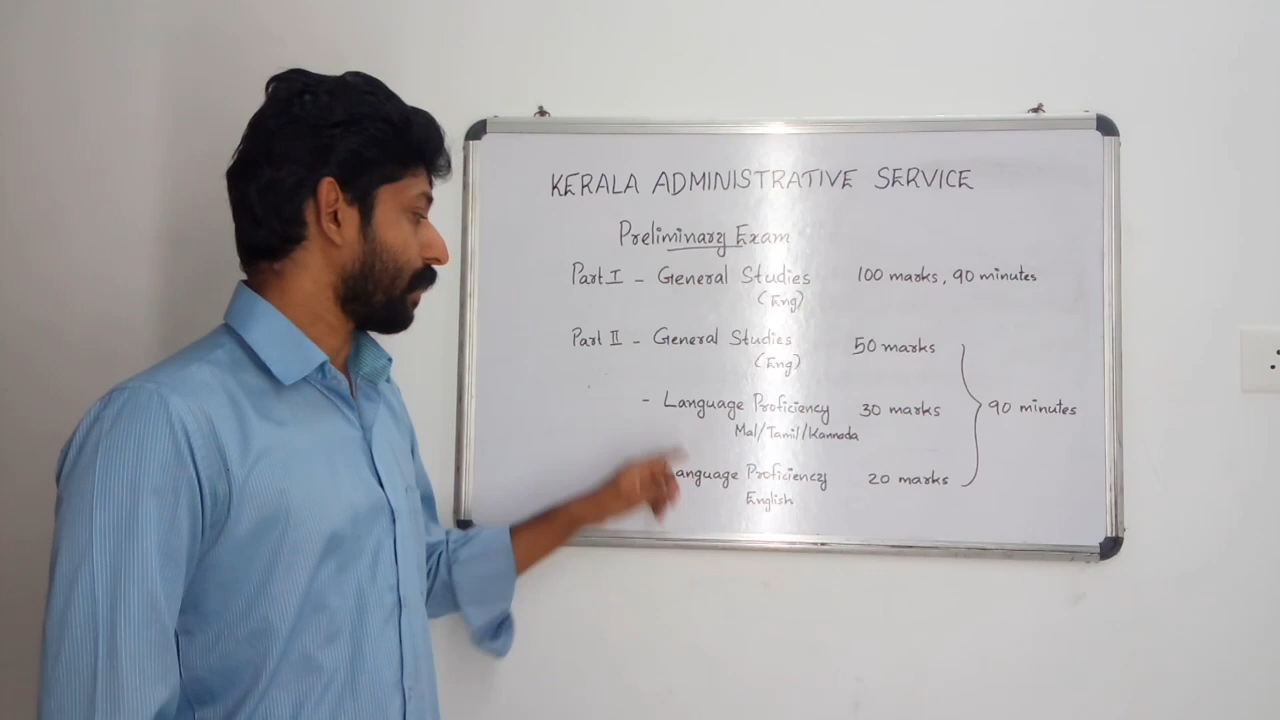 KERALA ADMINISTRATIVE SERVICE
Preliminary Exam
Part I - General Studies 100 marks, 90 minutes
(Eng)
Part II - General Studies 50 marks
(Eng)
- Language Proficiency 30 marks 90 minutes
Mal/Tamil/Kannada
anguage Proficiency 20 marks
English